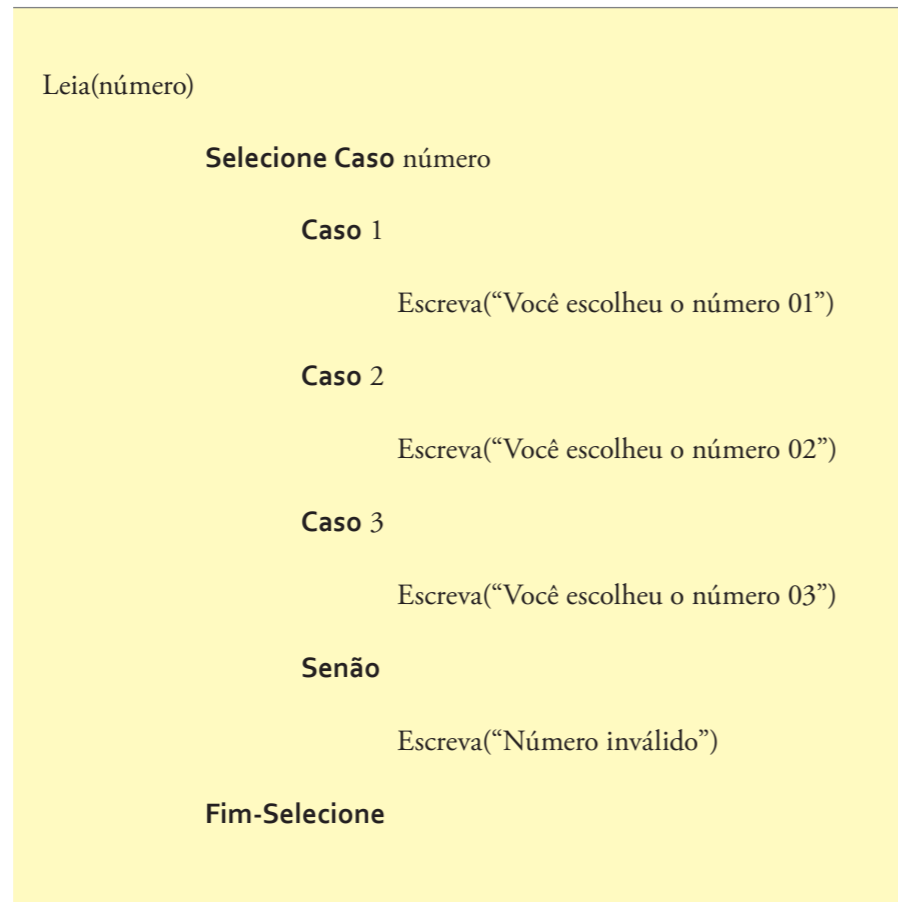 Leia(número)
Selecione Caso número
Caso 1
Escreva(“Você escolheu o número 01”)
Caso 2
Escreva(“Você escolheu o número 02”)
Caso 3
Escreva(“Você escolheu o número 03”)
Senão
Escreva(“Número inválido”)
Fim-Selecione